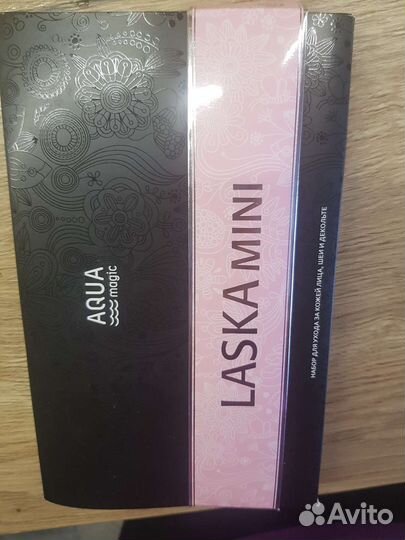 AQUA
magic
LASKA MINI
НАБОР ДЛЯ УХОДА ЗА КОЖЕЙ ЛИЦА, ШЕИ И ДЕКОЛЬТЕ
Avito